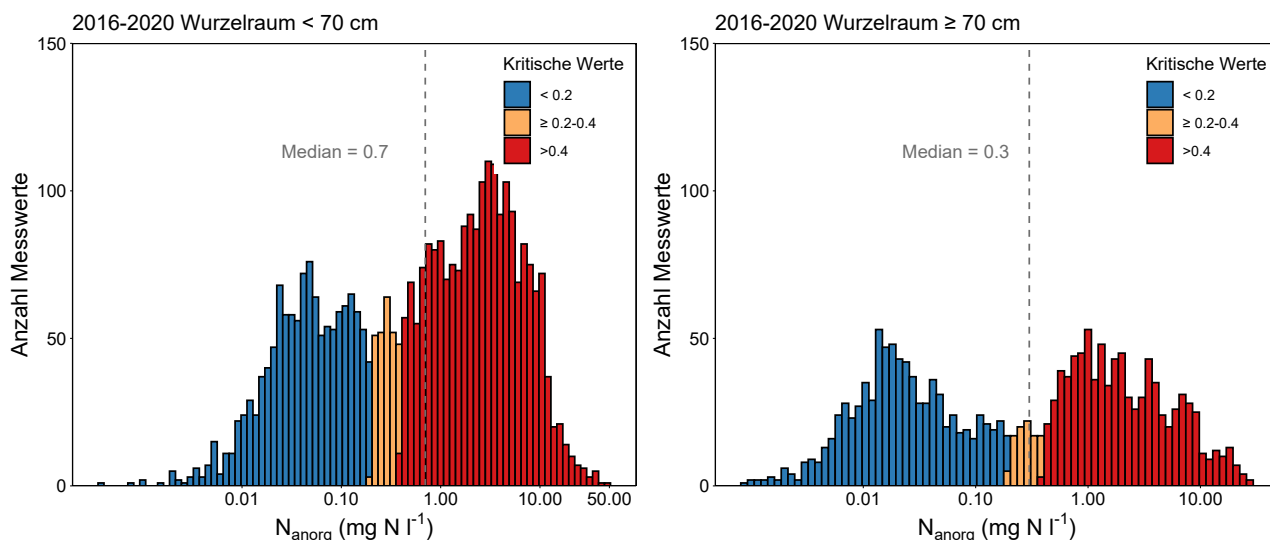 2016-2020 Wurzelraum < 70 cm
150
100
50
0
Anzahl Messwerte
Kritische Werte
< 0.2
≥ 0.2-0.4
>0.4
Median = 0.7
0.01 0.10 1.00 10.00 50.00
N_anorg (mg N l⁻¹)
2016-2020 Wurzelraum ≥ 70 cm
150
100
50
0
Anzahl Messwerte
Kritische Werte
< 0.2
≥ 0.2-0.4
>0.4
Median = 0.3
0.01 0.10 1.00 10.00
N_anorg (mg N l⁻¹)